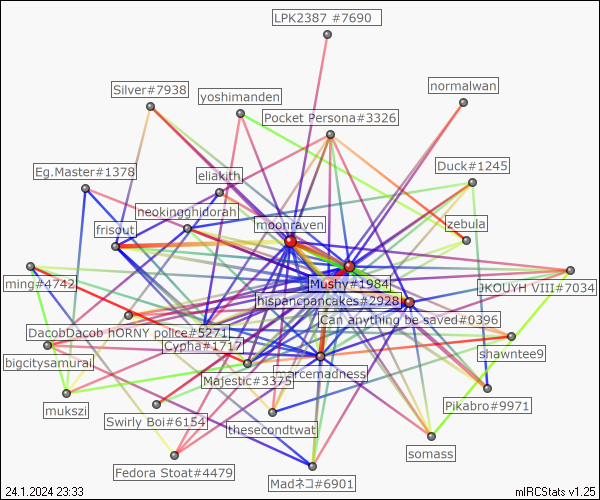 LPK2387 #7690
normalwan
Silver#7938
yoshimanden
Pocket Persona#3326
Eg.Master#1378
eliakith
Duck#1245
neokingghidorah
moonraven
zebula
frisout
ming#4742
Mushy#1984
JKOUYH VIII#7034
hispancpancakes#2928
Can anything be saved#0396
DacobDacob hORNY police#5271
Cypha#1717
shawntee9
bigcitysamurai
Majestic#3375
marcemadness
mukszi
Swirly Boi#6154
Pikabro#9971
thesecondtwat
somass
Fedora Stoat#4479
Madネコ#6901
24.1.2024 23:33
mIRCStats v1.25